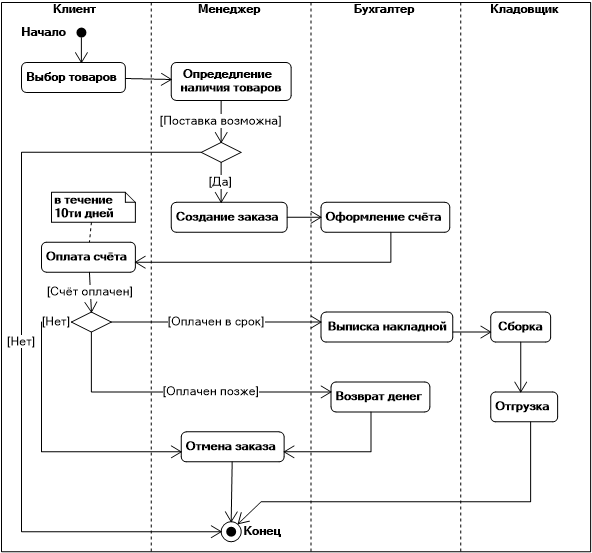 Клиент
Менеджер
Бухгалтер
Кладовщик
Начало
Выбор товаров
Опредедление
наличия товаров
[Поставка возможна]
[Да]
в течение
10ти дней
Создание заказа
Оформление счёта
Оплата счёта
[Счёт оплачен]
[Нет]
[Оплачен в срок]
Выписка накладной
Сборка
[Нет]
[Оплачен позже]
Возврат денег
Отгрузка
Отмена заказа
Конец